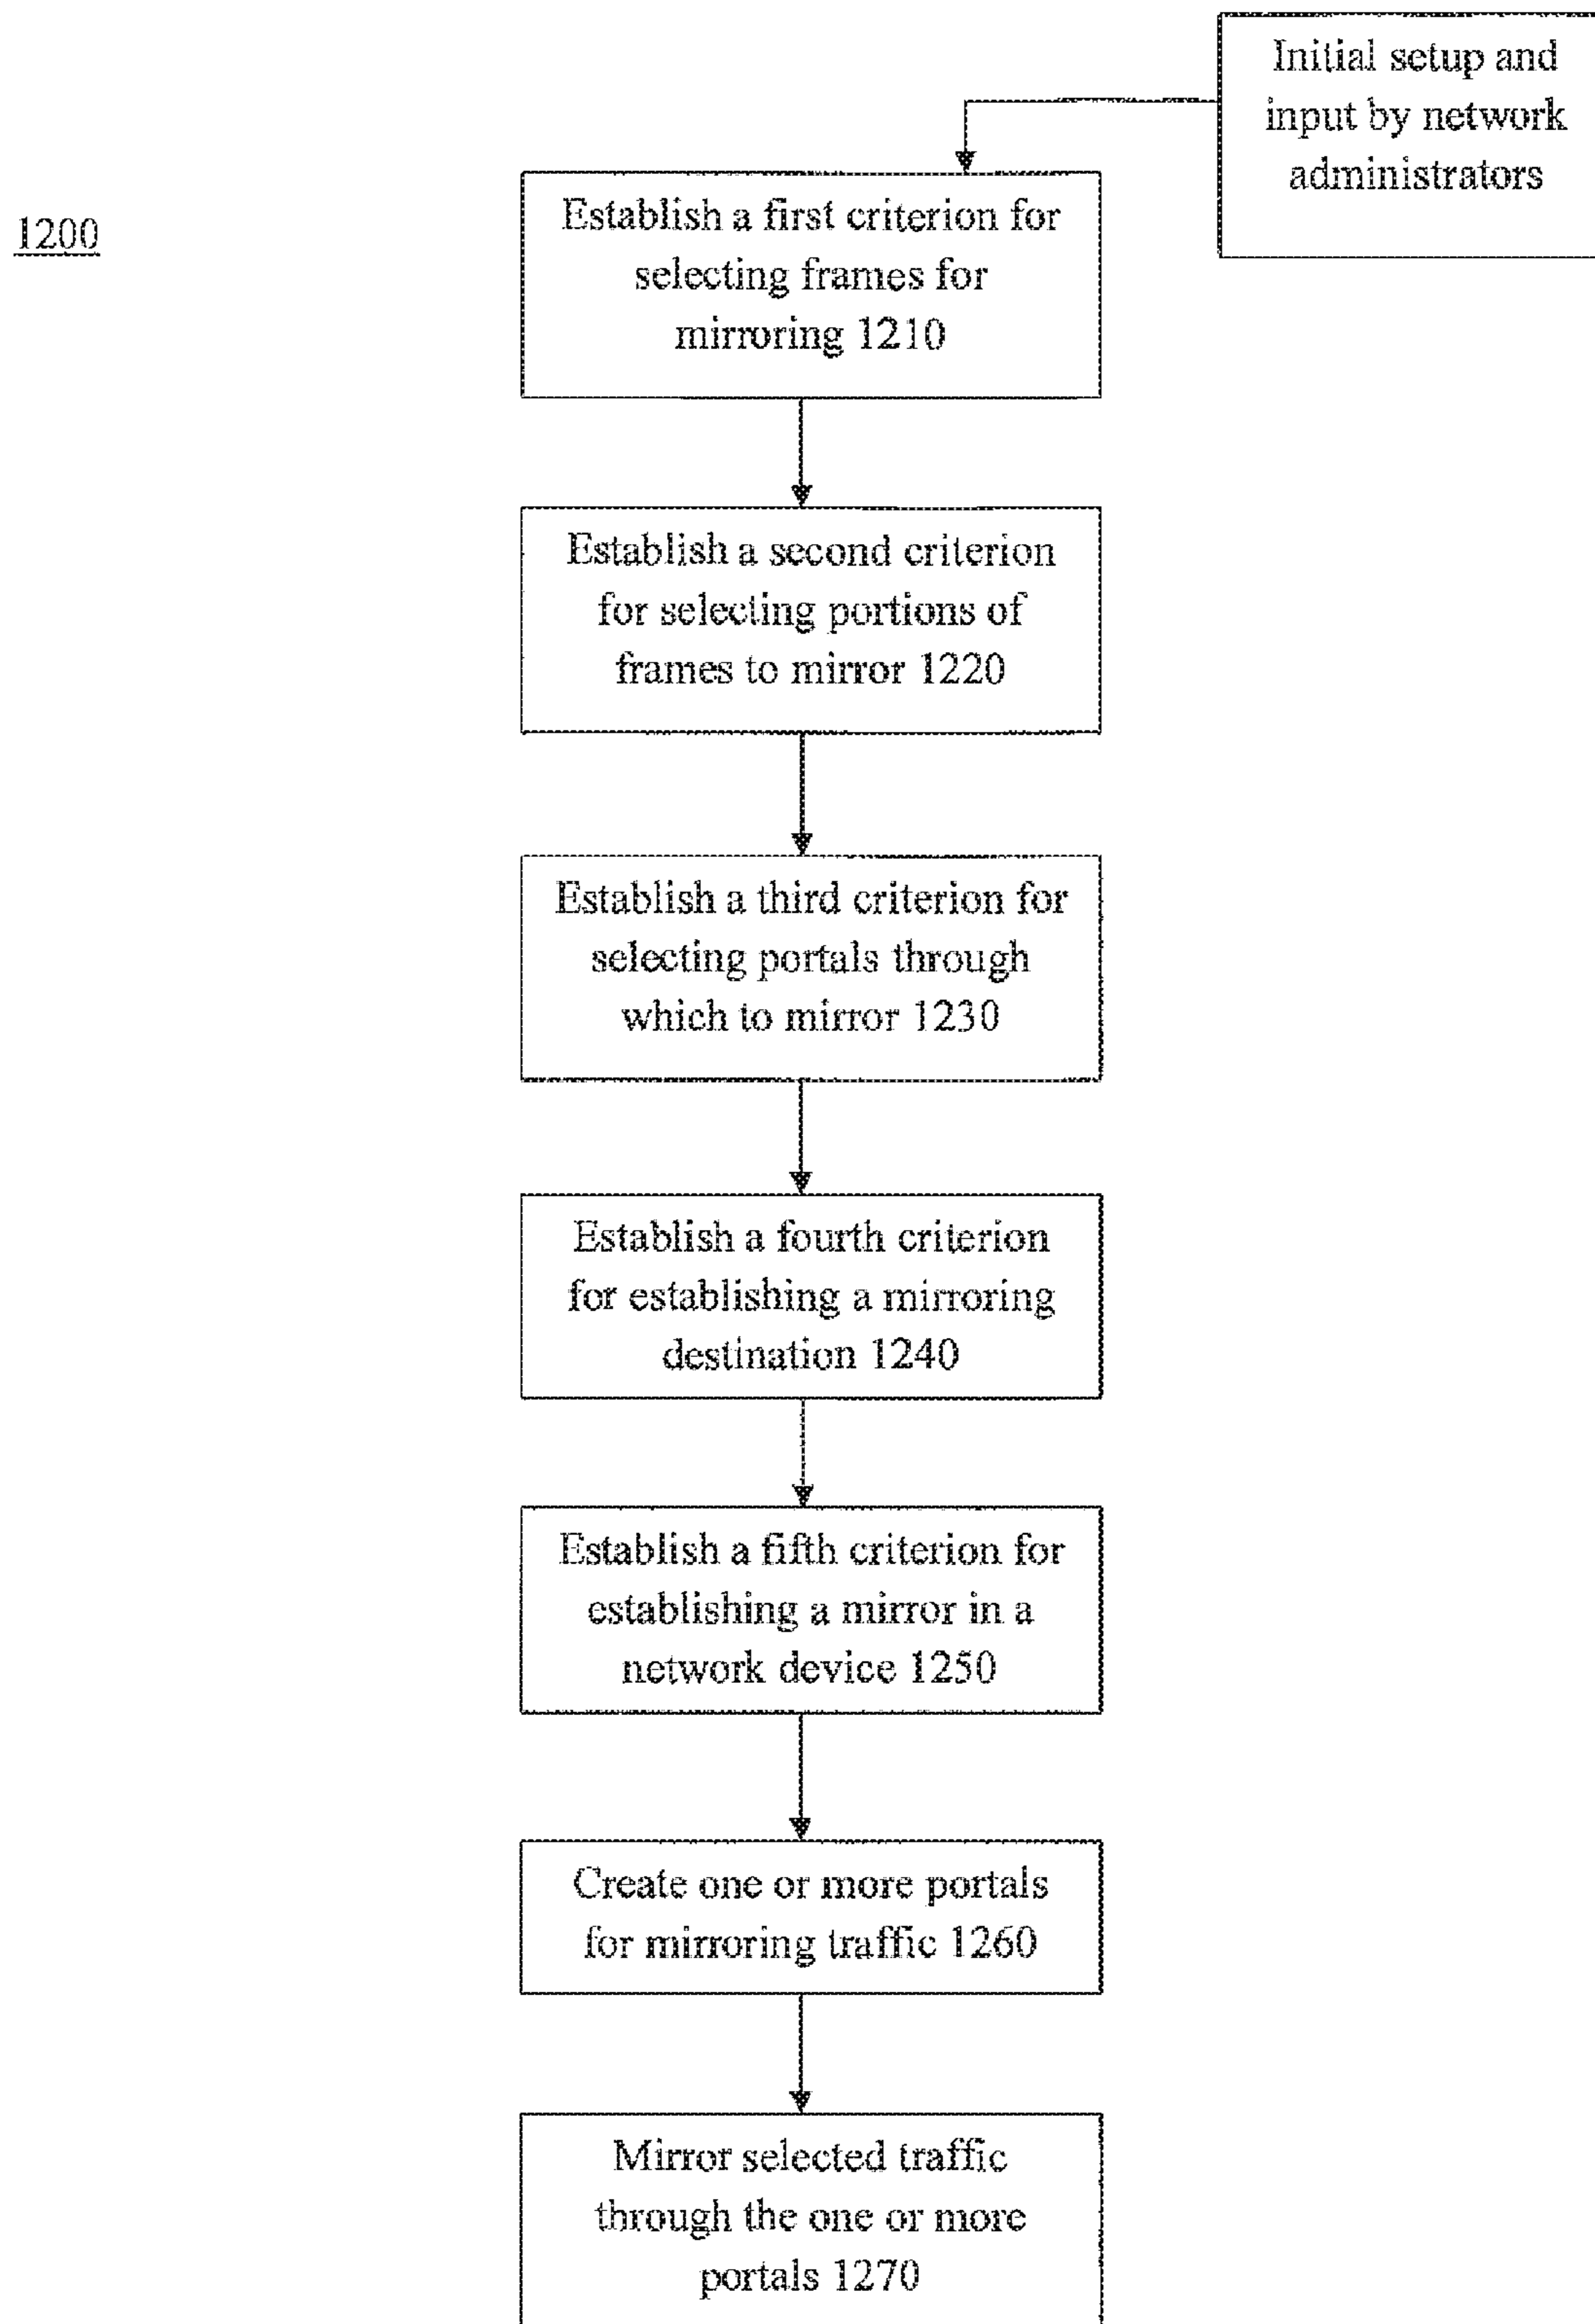 Initial setup and
input by network
administrators
1200
Establish a first criterion for
selecting frames for
mirroring 1210
Establish a second criterion
for selecting portions of
frames to mirror 1220
Establish a third criterion for
selecting portals through
which to mirror 1230
Establish a fourth criterion
for establishing a mirroring
destination 1240
Establish a fifth criterion for
establishing a mirror in a
network device 1250
Create one or more portals
for mirroring traffic 1260
Mirror selected traffic
through the one or more
portals 1270